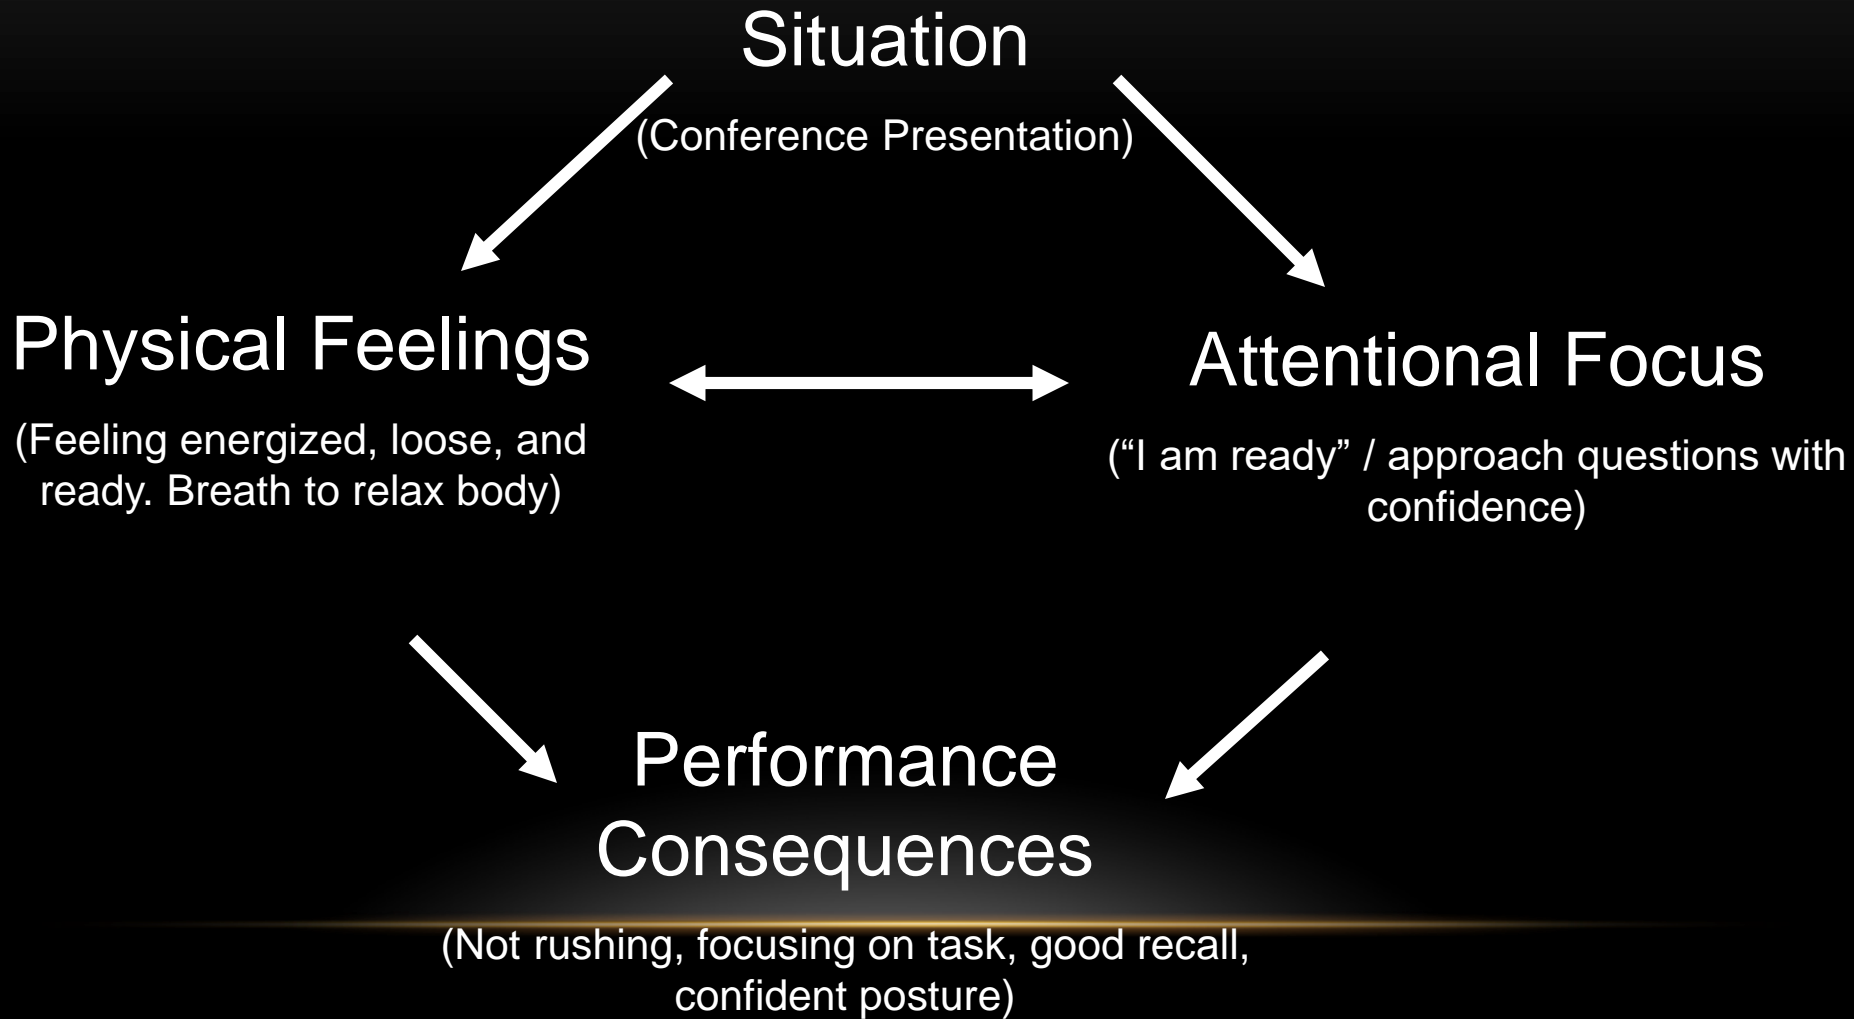 Situation
(Conference Presentation)
Physical Feelings
(Feeling energized, loose, and
ready. Breath to relax body)
Attentional Focus
(“I am ready” / approach questions with
confidence)
Performance
Consequences
(Not rushing, focusing on task, good recall,
confident posture)